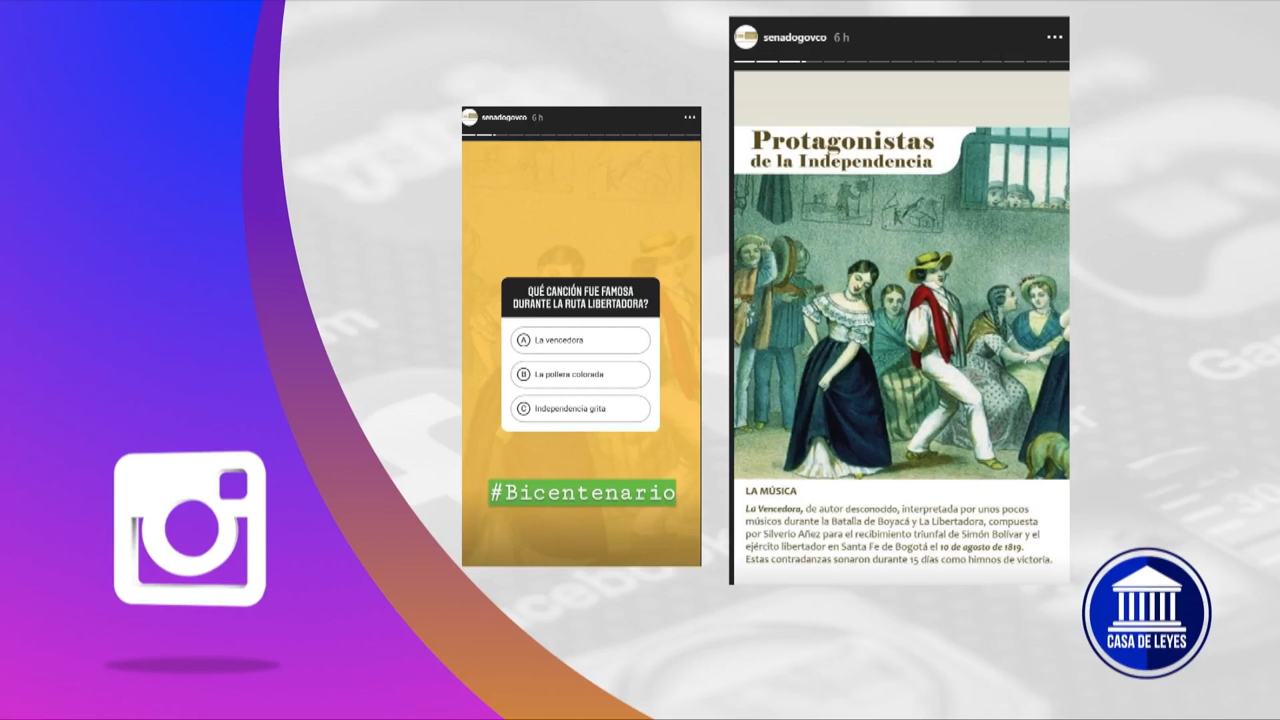 senadogovco 6 h
QUÉ CANCIÓN FUE FAMOSA
DURANTE LA RUTA LIBERTADORA?
A La vencedora
B La pollera colorada
C Independencia grita
#Bicentenario
senadogovco 6 h
Protagonistas
de la Independencia
LA MÚSICA
La Vencedora, de autor desconocido, interpretada por unos pocos
músicos durante la Batalla de Boyacá y La Libertadora, compuesta
por Silverio Añez para el recibimiento triunfal de Simón Bolívar y el
ejército libertador en Santa Fe de Bogotá el 10 de agosto de 1819.
Estas contradanzas sonaron durante 15 días como himnos de victoria.
CASA DE LEYES